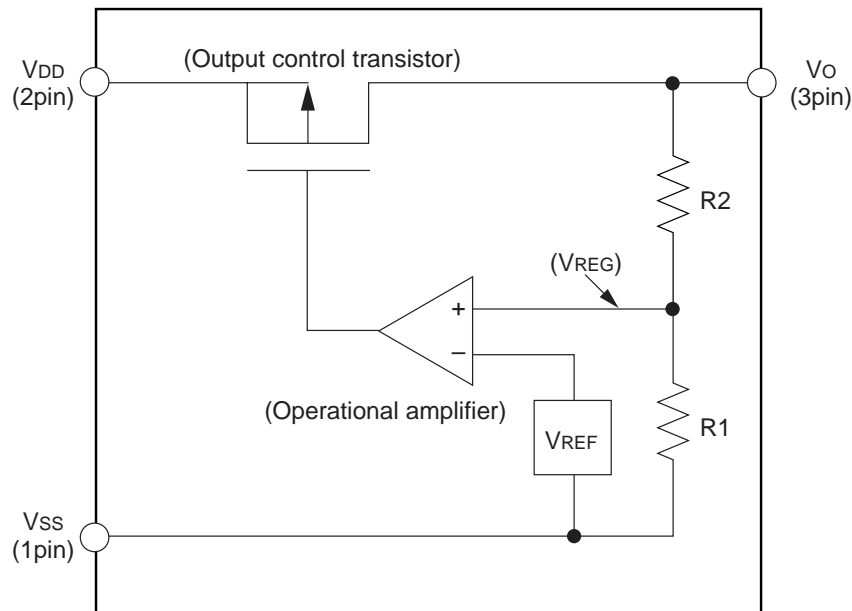 (Output control transistor)
VDD
(2pin)
VO
(3pin)
R2
(VREG)
+
−
(Operational amplifier)
VREF
R1
VSS
(1pin)